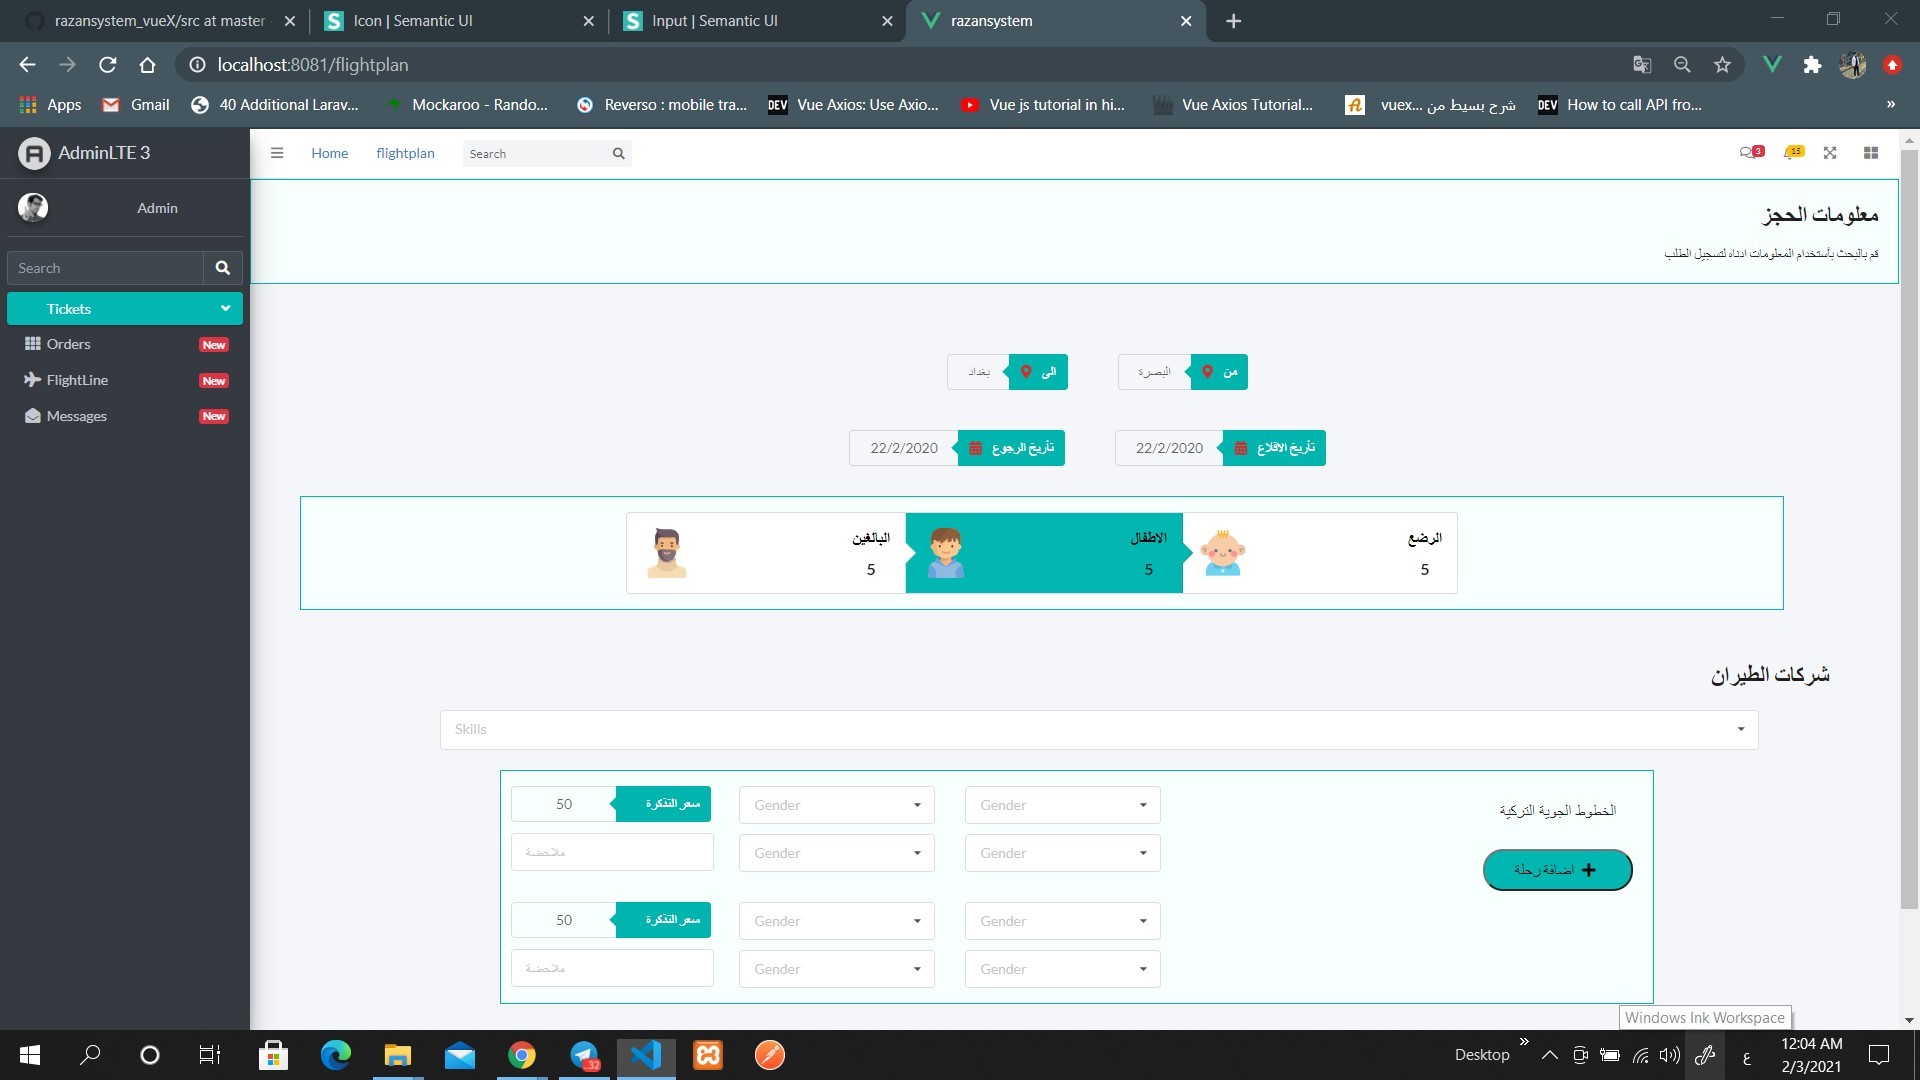 razansystem_vueX/src at master
Icon | Semantic UI
Input | Semantic UI
razansystem
localhost:8081/flightplan
Apps
Gmail
40 Additional Larav...
Mockaroo - Rando...
Reverso : mobile tra...
DEV
Vue Axios: Use Axio...
Vue js tutorial in hi...
Vue Axios Tutorial...
شرح بسيط من vuex...
DEV
How to call API fro...
»
AdminLTE 3
Home
flightplan
Search
3
15
Admin
Search
Tickets
Orders
New
FlightLine
New
Messages
New
معلومات الحجز
قم بالبحث بأستخدام المعلومات ادناه لتسجيل الطلب
من
البصرة
الى
بغداد
تأريخ الاقلاع
22/2/2020
تأريخ الرجوع
22/2/2020
الرضع
5
الاطفال
5
البالغين
5
شركات الطيران
Skills
الخطوط الجوية التركية
اضافة رحلة
Gender
Gender
سعر التذكرة
50
Gender
Gender
ملاحضة
Gender
Gender
سعر التذكرة
50
Gender
Gender
ملاحضة
Windows Ink Workspace
32
Desktop
»
ع
12:04 AM
2/3/2021